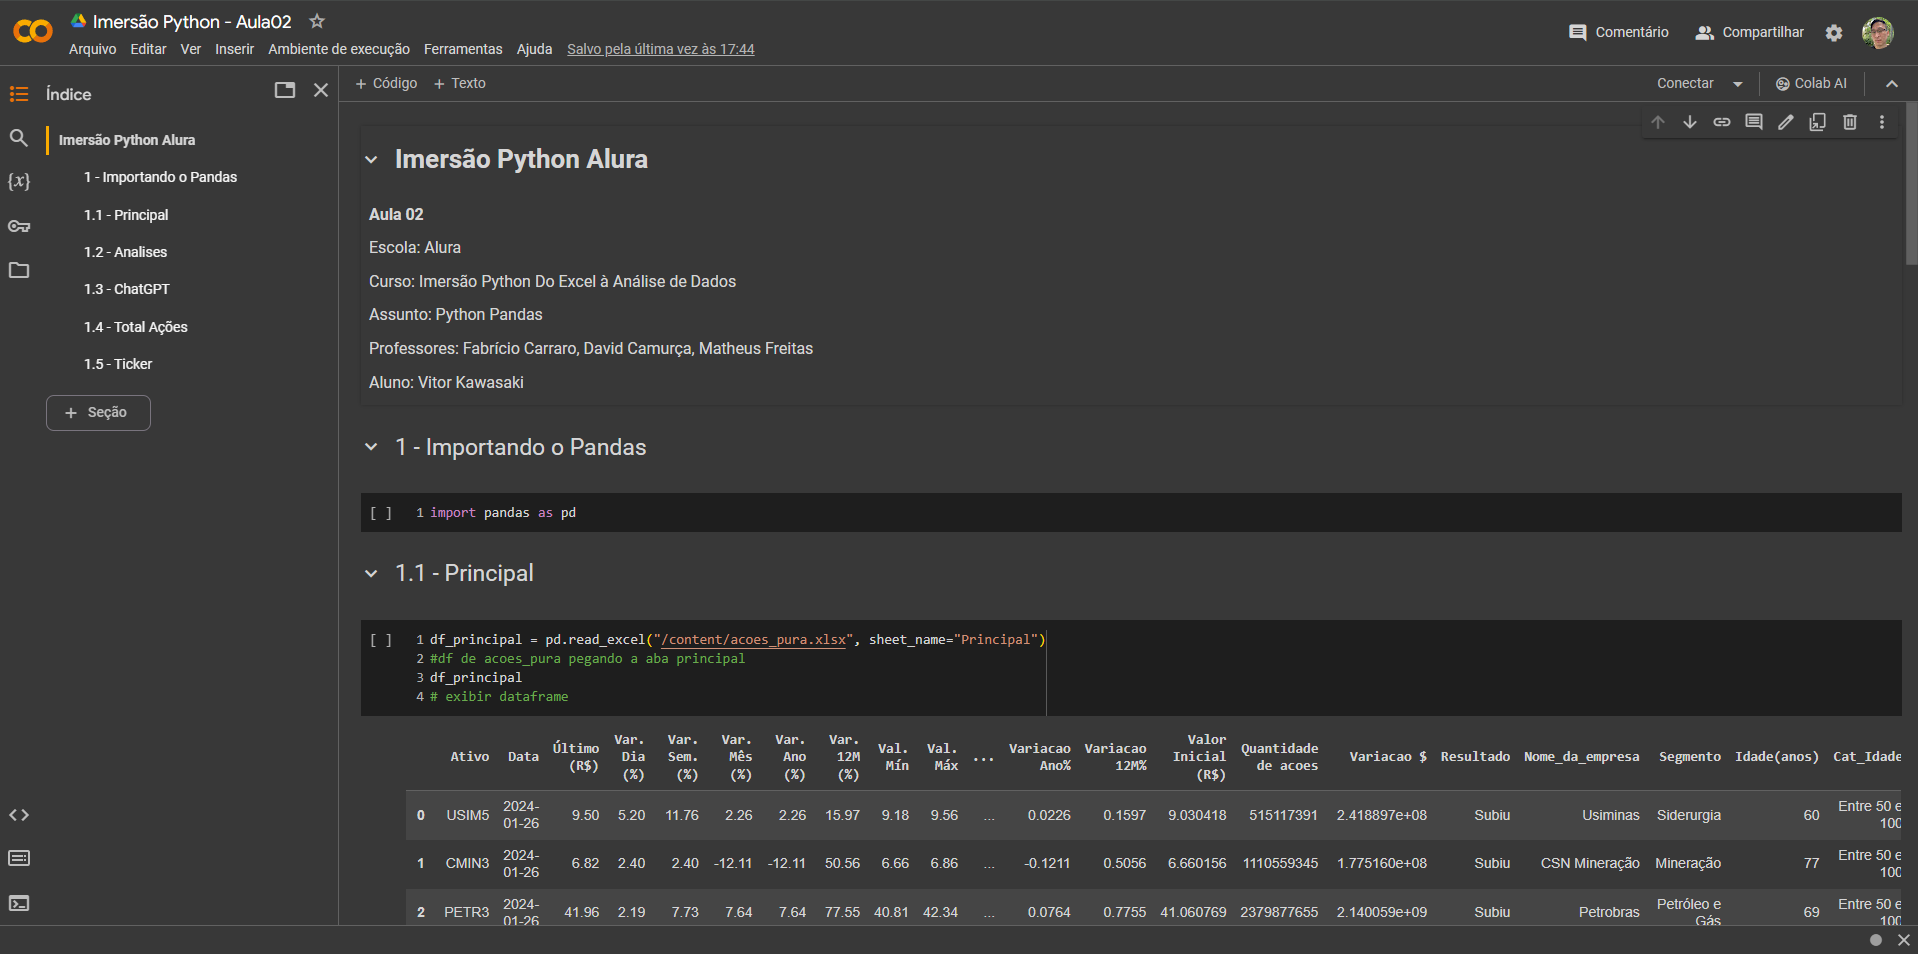 Imersão Python - Aula02
Arquivo Editar Ver Inserir Ambiente de execução Ferramentas Ajuda Salvo pela última vez às 17:44
Comentário Compartilhar
Índice
Imersão Python Alura
1 - Importando o Pandas
1.1 - Principal
1.2 - Analises
1.3 - ChatGPT
1.4 - Total Ações
1.5 - Ticker
+ Seção
+ Código + Texto
Conectar Colab AI
Imersão Python Alura
Aula 02
Escola: Alura
Curso: Imersão Python Do Excel à Análise de Dados
Assunto: Python Pandas
Professores: Fabrício Carraro, David Camurça, Matheus Freitas
Aluno: Vitor Kawasaki
1 - Importando o Pandas
[ ] 1 import pandas as pd
1.1 - Principal
[ ] 1 df_principal = pd.read_excel("/content/acoes_pura.xlsx", sheet_name="Principal")
2 #df de acoes_pura pegando a aba principal
3 df_principal
4 # exibir dataframe
Ativo Data Último (R$) Var. Dia (%) Var. Sem. (%) Var. Mês (%) Var. Ano (%) Var. 12M (%) Val. Mín Val. Máx ... Variacao Ano% Variacao 12M% Valor Inicial (R$) Quantidade de acoes Variacao $ Resultado Nome_da_empresa Segmento Idade(anos) Cat_Idade
0 USIM5 2024-01-26 9.50 5.20 11.76 2.26 2.26 15.97 9.18 9.56 ... 0.0226 0.1597 9.030418 515117391 2.418897e+08 Subiu Usiminas Siderurgia 60 Entre 50 e 100
1 CMIN3 2024-01-26 6.82 2.40 2.40 -12.11 -12.11 50.56 6.66 6.86 ... -0.1211 0.5056 6.660156 1110559345 1.775160e+08 Subiu CSN Mineração Mineração 77 Entre 50 e 100
2 PETR3 2024-01-26 41.96 2.19 7.73 7.64 7.64 77.55 40.81 42.34 ... 0.0764 0.7755 41.060769 2379877655 2.140059e+09 Subiu Petrobras Petróleo e Gás 69 Entre 50 e 100